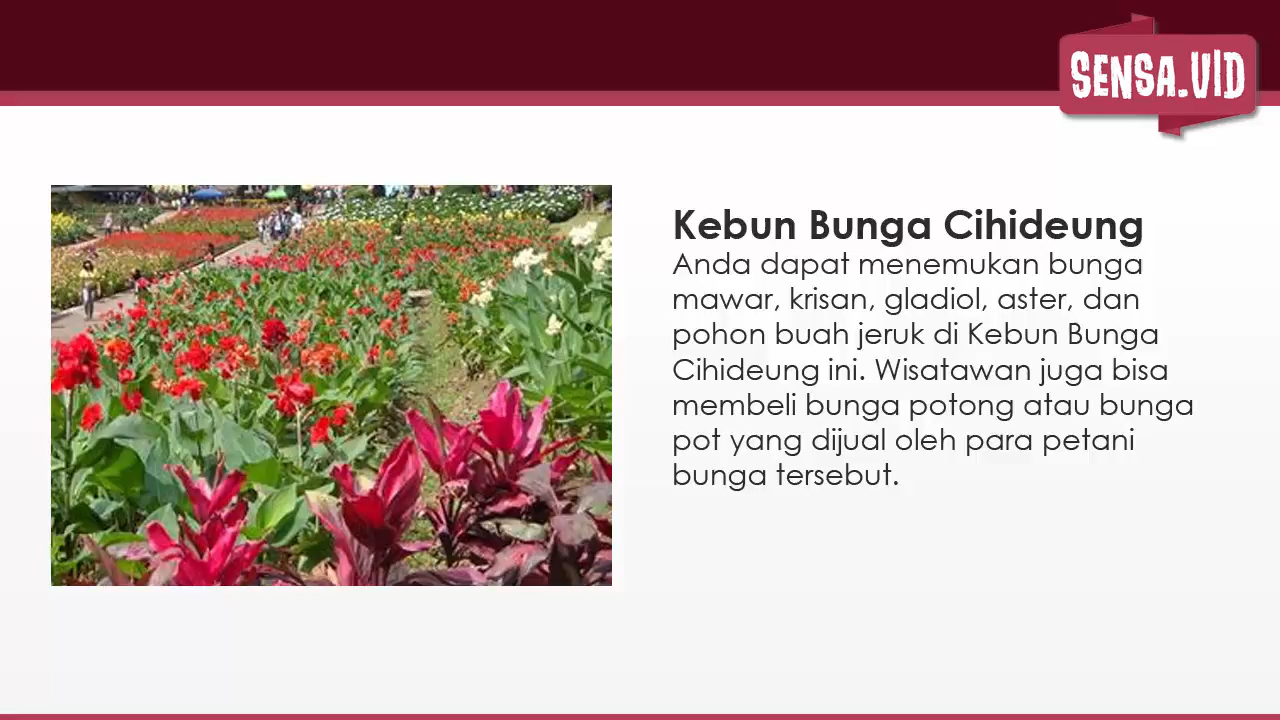 SENSA.VID
Kebun Bunga Cihideung
Anda dapat menemukan bunga
mawar, krisan, gladiol, aster, dan
pohon buah jeruk di Kebun Bunga
Cihideung ini. Wisatawan juga bisa
membeli bunga potong atau bunga
pot yang dijual oleh para petani
bunga tersebut.